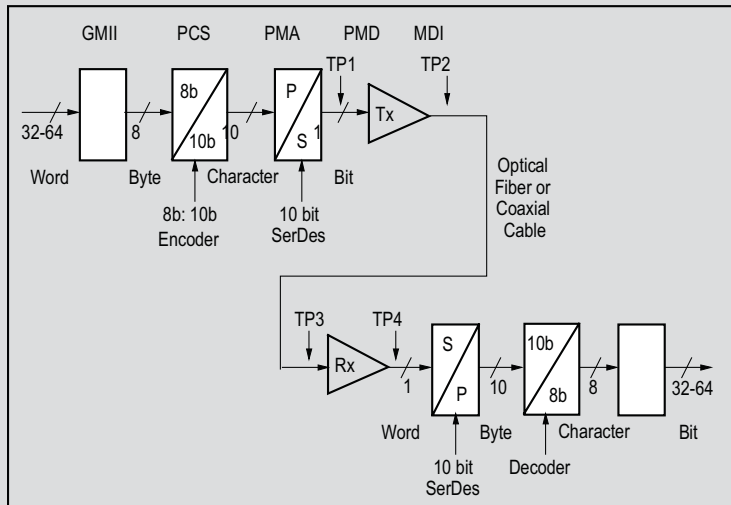 GMII PCS PMA PMD MDI
TP1 TP2
8b P
Tx
32-64 8 10b 10 S 1
Word Byte Character Bit
8b: 10b
Encoder
10 bit
SerDes
Optical
Fiber or
Coaxial
Cable
TP3 TP4
S 10b
Rx
1 P 10 8b 8 32-64
Word Byte Character Bit
10 bit
SerDes
Decoder